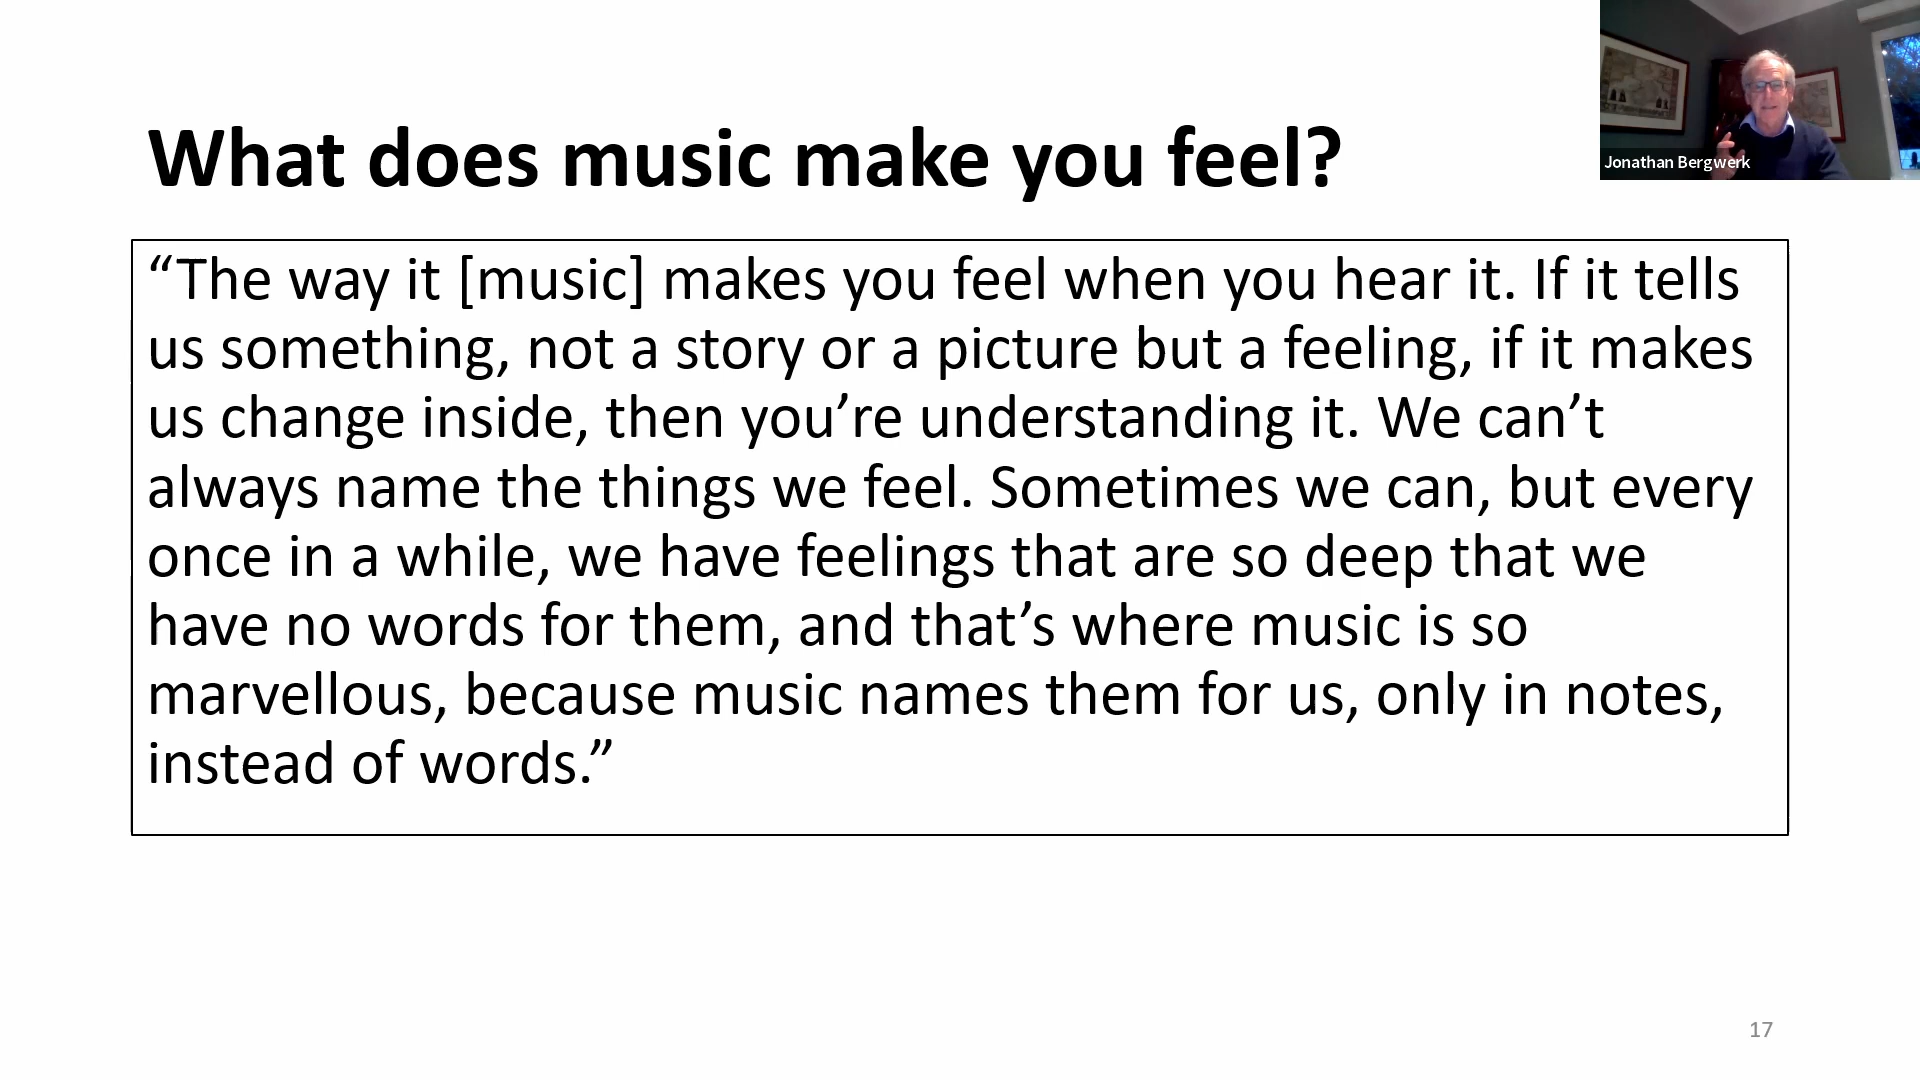 What does music make you feel?
Jonathan Bergwerk
“The way it [music] makes you feel when you hear it. If it tells
us something, not a story or a picture but a feeling, if it makes
us change inside, then you’re understanding it. We can’t
always name the things we feel. Sometimes we can, but every
once in a while, we have feelings that are so deep that we
have no words for them, and that’s where music is so
marvellous, because music names them for us, only in notes,
instead of words.”
17